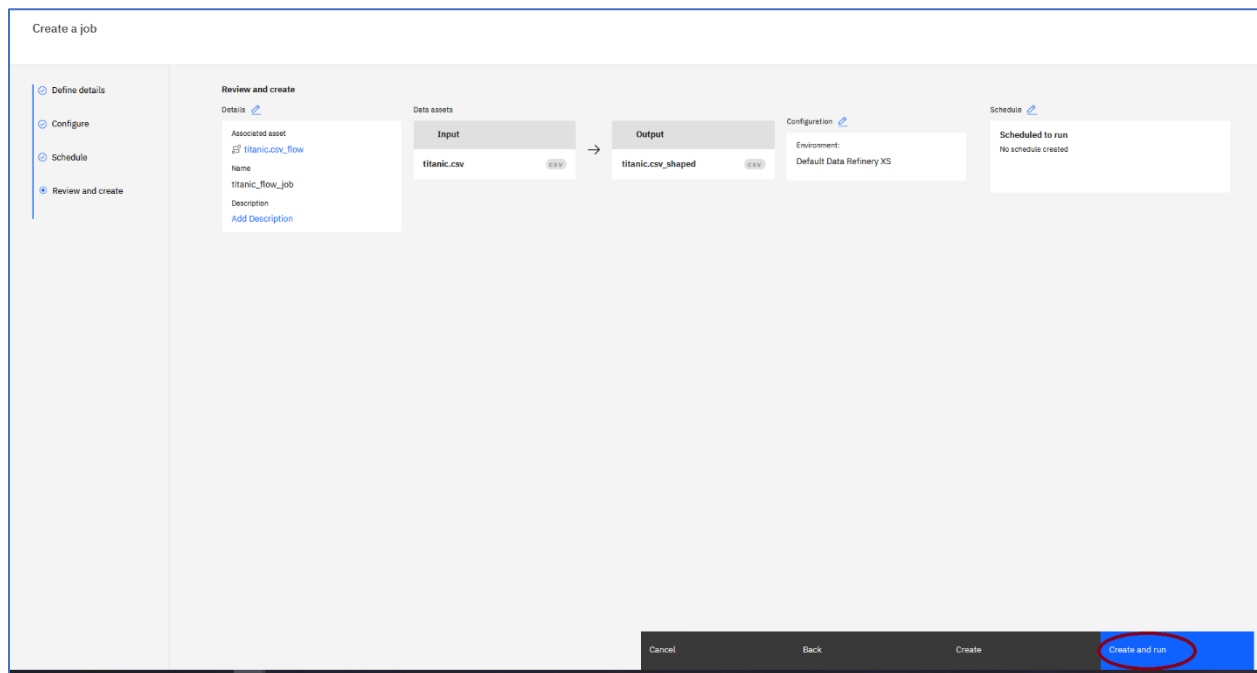 Create a job
Define details
Configure
Schedule
Review and create
Review and create
Details
Associated asset
titanic.csv_flow
Name
titanic_flow_job
Description
Add Description
Data assets
Input
titanic.csv
CSV
Output
titanic.csv_shaped
CSV
Configuration
Environment:
Default Data Refinery XS
Schedule
Scheduled to run
No schedule created
Cancel
Back
Create
Create and run